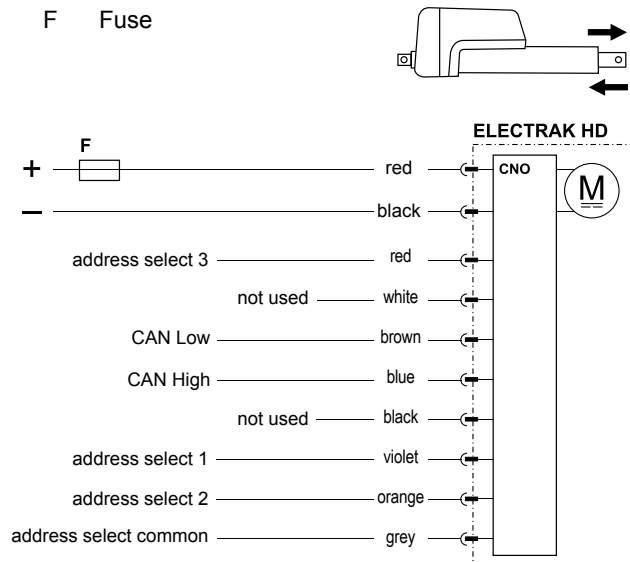 F Fuse
ELECTRAK HD
F
+ red CNO
M
− black
address select 3 red
not used white
CAN Low brown
CAN High blue
not used black
address select 1 violet
address select 2 orange
address select common grey